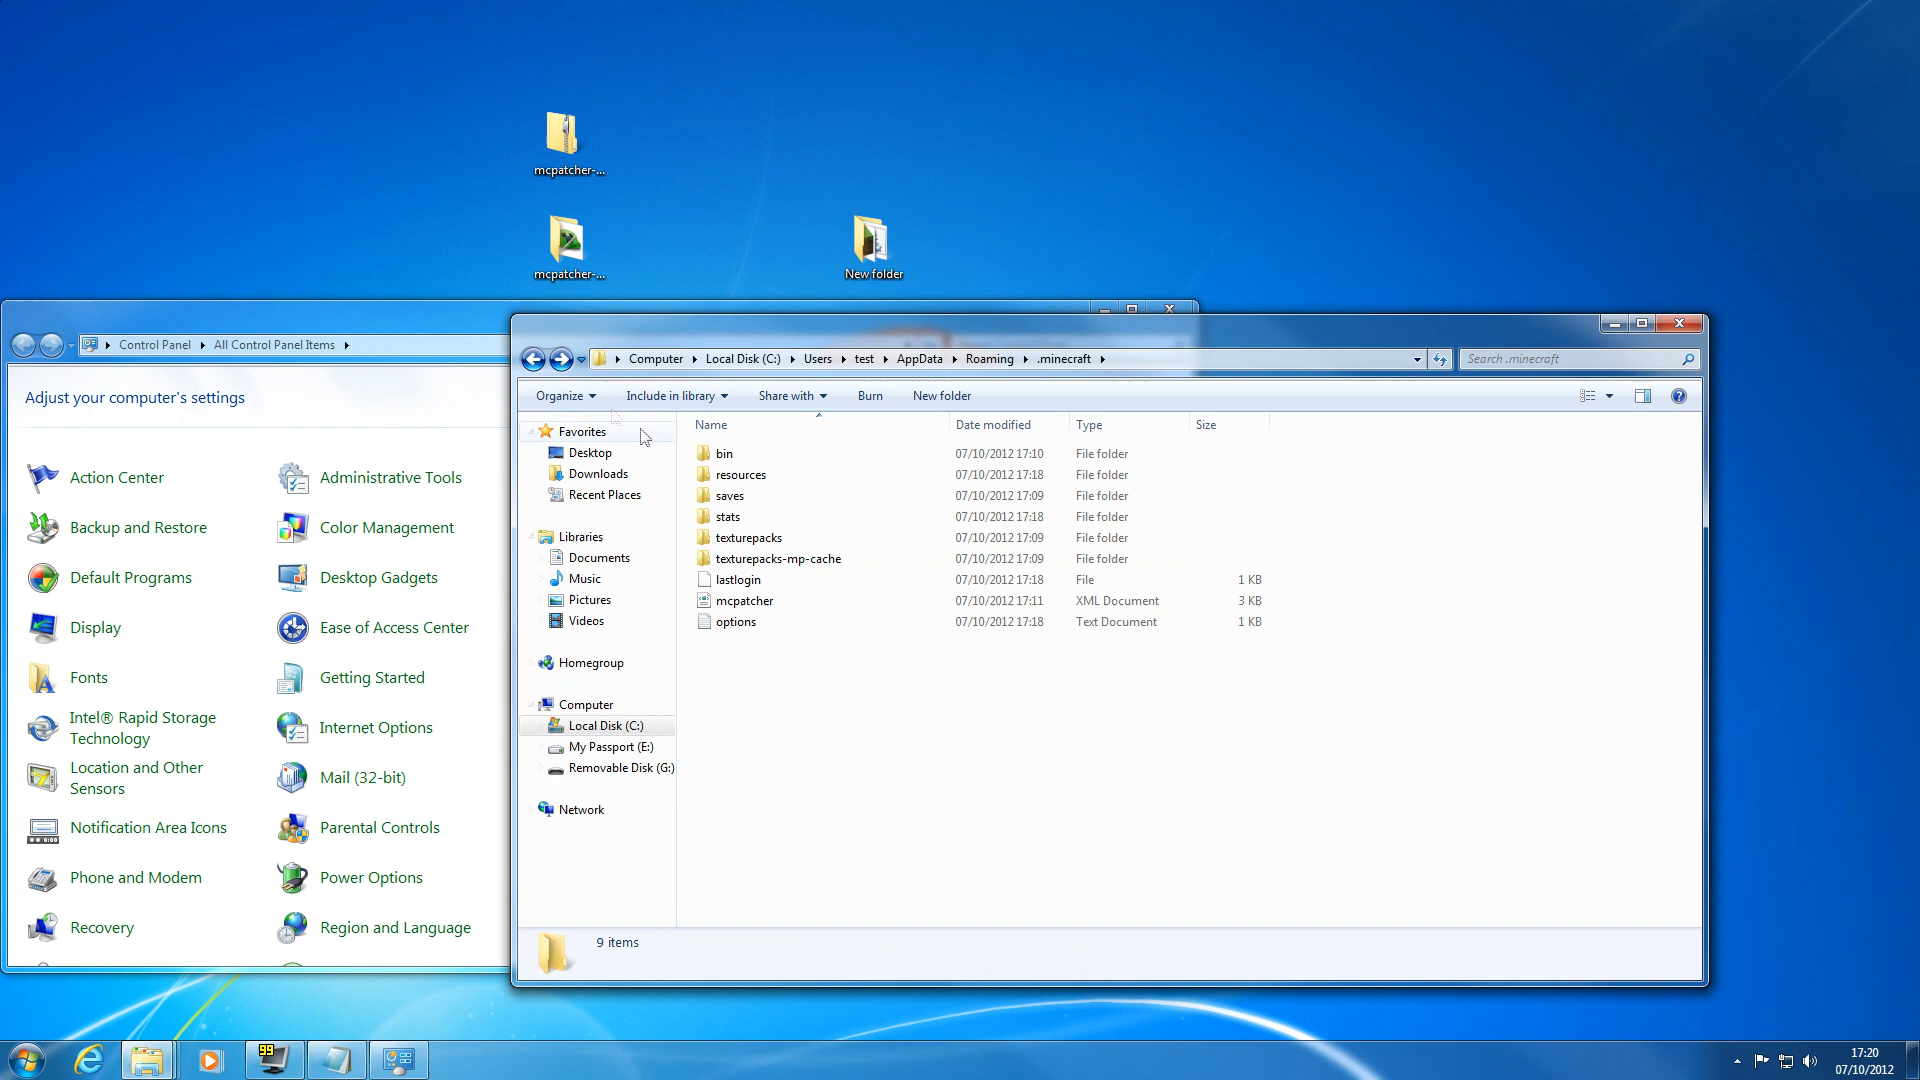 mcpatcher-...
mcpatcher-...
New folder
Control Panel
All Control Panel Items
Adjust your computer's settings
Action Center
Administrative Tools
Backup and Restore
Color Management
Default Programs
Desktop Gadgets
Display
Ease of Access Center
Fonts
Getting Started
Intel® Rapid Storage
Technology
Internet Options
Location and Other
Sensors
Mail (32-bit)
Notification Area Icons
Parental Controls
Phone and Modem
Power Options
Recovery
Region and Language
Computer Local Disk (C:) Users test AppData Roaming .minecraft
Search .minecraft
Organize Include in library Share with Burn New folder
Favorites
Desktop
Downloads
Recent Places
Libraries
Documents
Music
Pictures
Videos
Homegroup
Computer
Local Disk (C:)
My Passport (E:)
Removable Disk (G:)
Network
Name Date modified Type Size
bin 07/10/2012 17:10 File folder
resources 07/10/2012 17:18 File folder
saves 07/10/2012 17:09 File folder
stats 07/10/2012 17:18 File folder
texturepacks 07/10/2012 17:09 File folder
texturepacks-mp-cache 07/10/2012 17:09 File folder
lastlogin 07/10/2012 17:18 File 1 KB
mcpatcher 07/10/2012 17:11 XML Document 3 KB
options 07/10/2012 17:18 Text Document 1 KB
9 items
99
17:20
07/10/2012